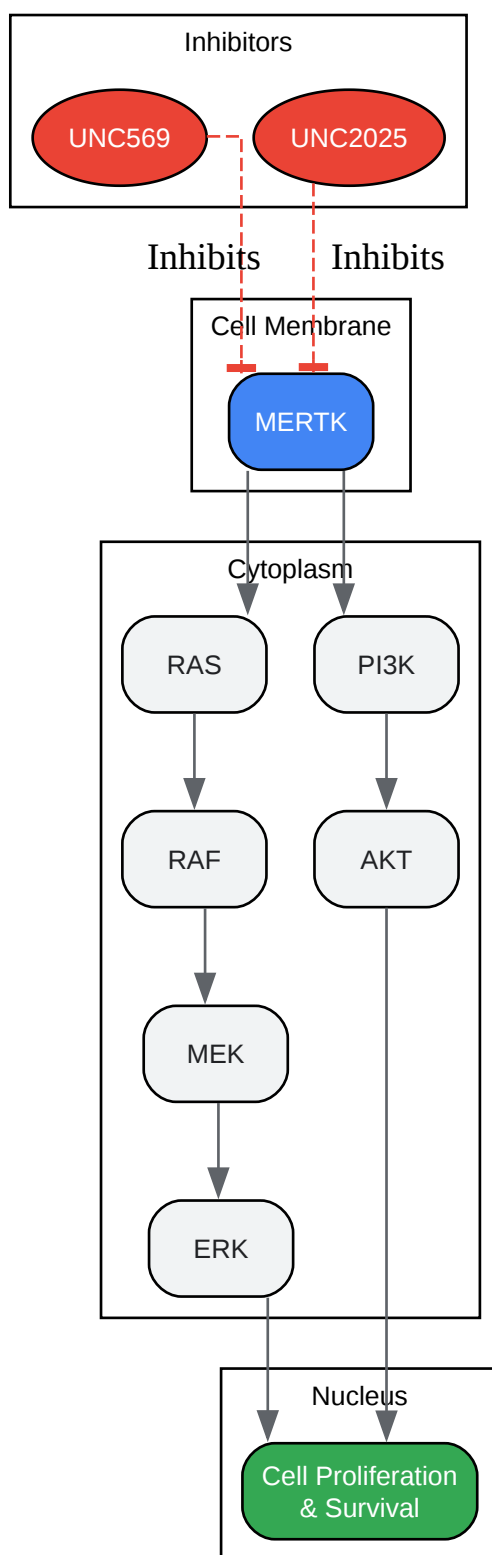 Inhibitors
UNC569
UNC2025
Inhibits
Inhibits
Cell Membrane
MERTK
Cytoplasm
RAS
PI3K
RAF
AKT
MEK
ERK
Nucleus
Cell Proliferation
& Survival